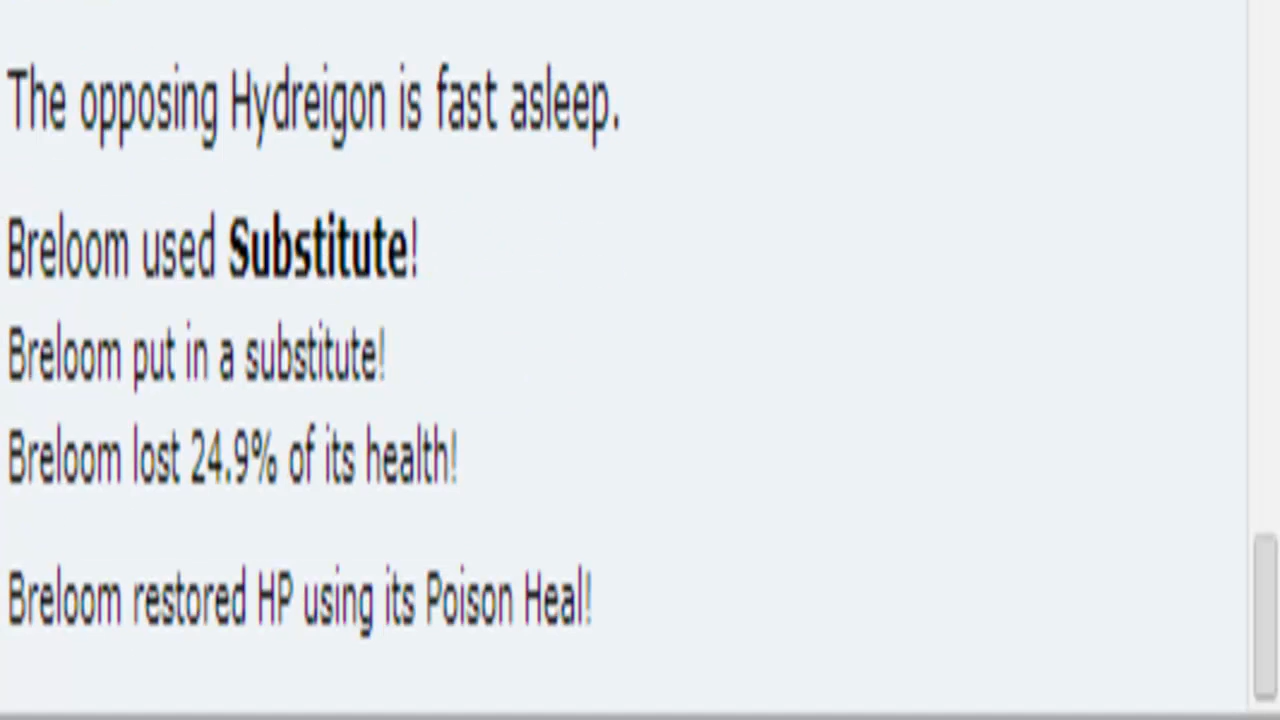 The opposing Hydreigon is fast asleep.
Breloom used Substitute!
Breloom put in a substitute!
Breloom lost 24.9% of its health!
Breloom restored HP using its Poison Heal!